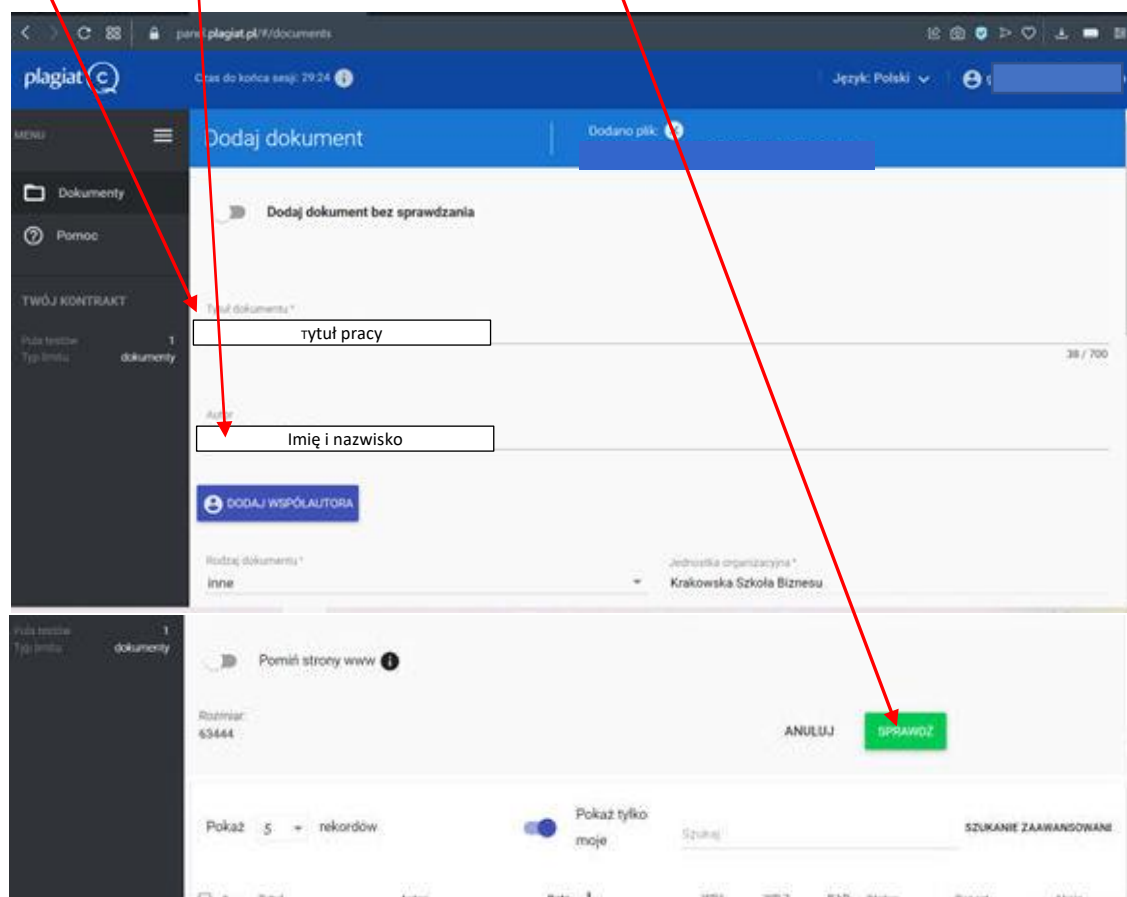 panel.plagiat.pl/#/documents
plagiat c
Czas do końca sesji: 29:24
Język: Polski
MENU
Dodaj dokument
Dodano plik:
Dokumenty
Dodaj dokument bez sprawdzania
Pomoc
TWÓJ KONTRAKT
Tytuł dokumentu *
Tytuł pracy
Pula testów 1
Typ limitu dokumenty
38 / 700
Autor
Imię i nazwisko
DODAJ WSPÓŁAUTORA
Rodzaj dokumentu *
Jednostka organizacyjna *
inne
Krakowska Szkoła Biznesu
Pula testów 1
Typ limitu dokumenty
Pomiń strony www
Rozmiar:
63444
ANULUJ
SPRAWDŹ
Pokaż 5 rekordów
Pokaż tylko
moje
Szukaj
SZUKANIE ZAAWANSOWANE